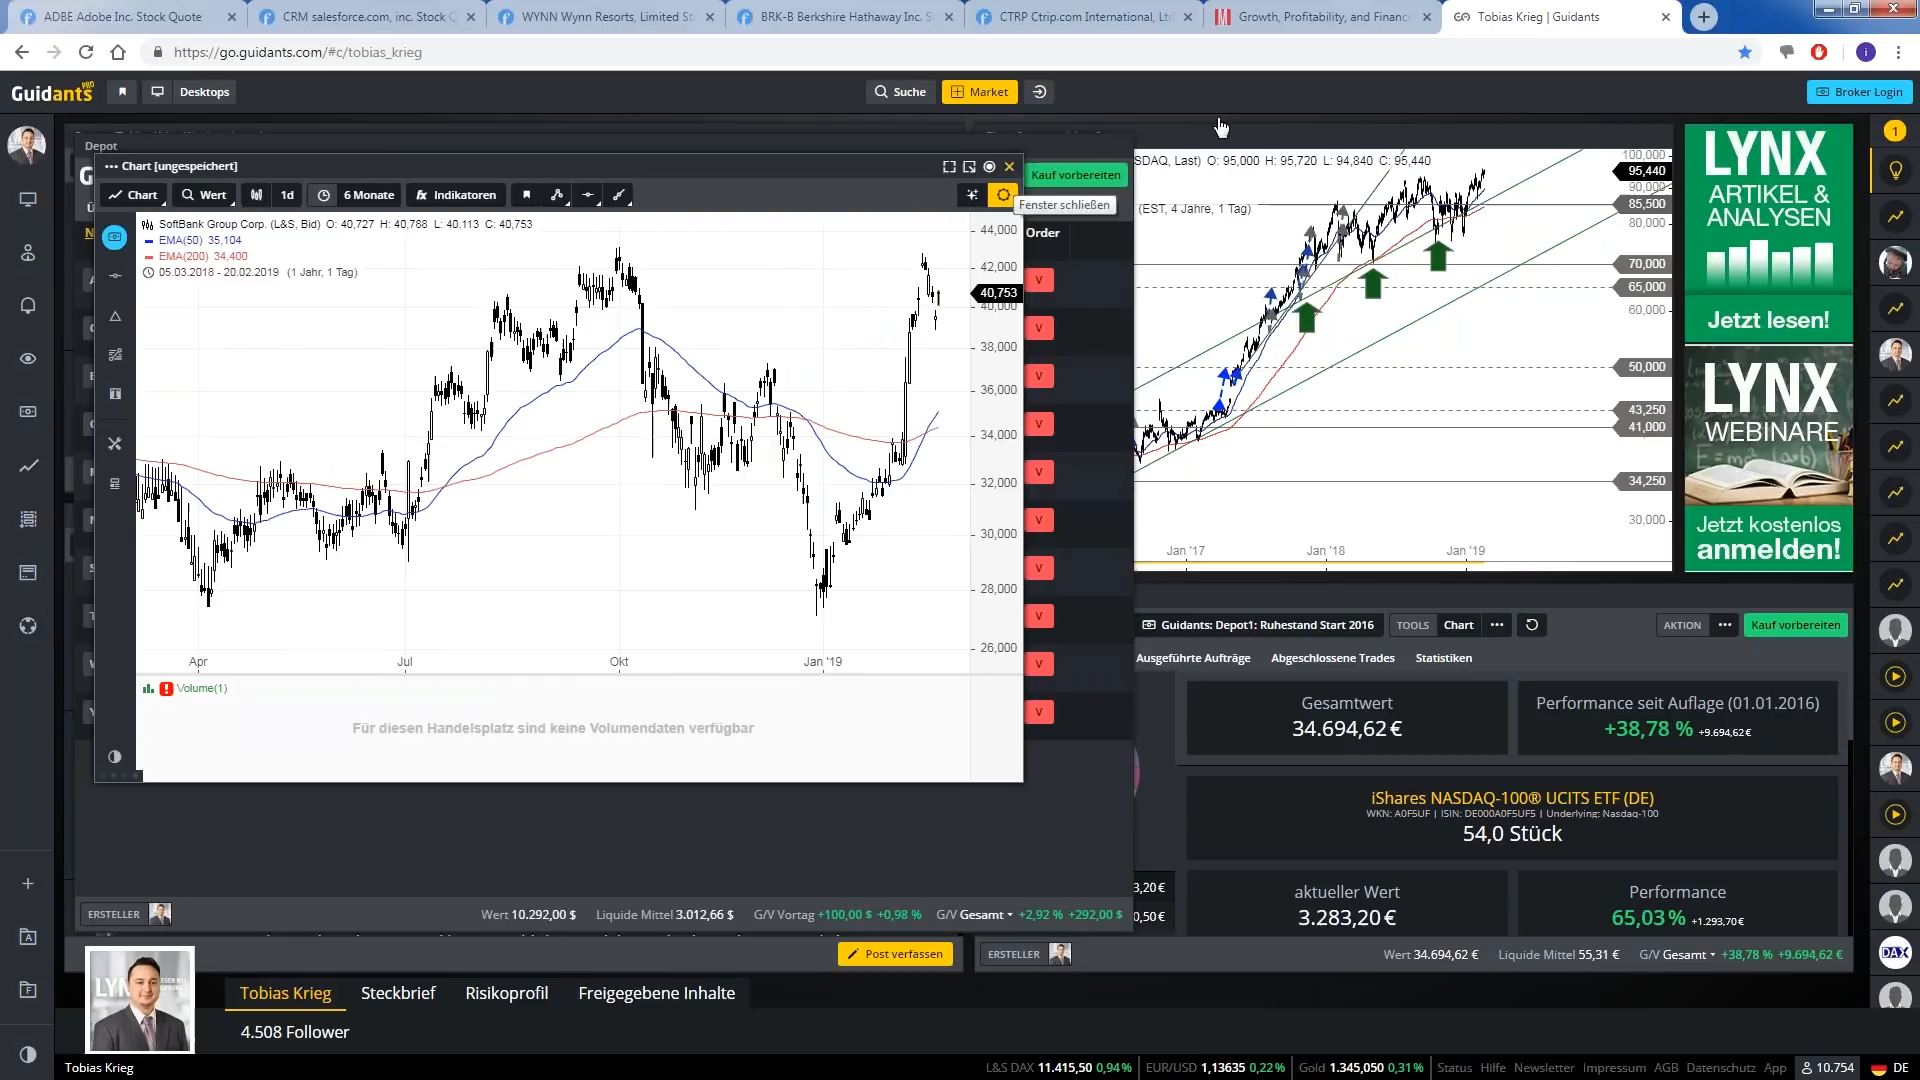 ADBE Adobe Inc. Stock Quote
CRM salesforce.com, inc. Stock Q
WYNN Wynn Resorts, Limited St
BRK-B Berkshire Hathaway Inc. S
CTRP Ctrip.com International, Ltd
Growth, Profitability, and Financ
Tobias Krieg | Guidants
https://go.guidants.com/#c/tobias_krieg
Guidants PRO
Desktops
Suche
Market
Broker Login
Depot
Chart [ungespeichert]
Kauf vorbereiten
Chart
Wert
1d
6 Monate
fx Indikatoren
Fenster schließen
Order
SoftBank Group Corp. (L&S, Bid) O: 40,727 H: 40,788 L: 40,113 C: 40,753
EMA(50) 35,104
EMA(200) 34,400
05.03.2018 - 20.02.2019 (1 Jahr, 1 Tag)
44,000
42,000
40,753
40,000
38,000
36,000
34,000
32,000
30,000
28,000
26,000
Apr
Jul
Okt
Jan '19
Volume(1)
Für diesen Handelsplatz sind keine Volumendaten verfügbar
V
V
V
V
V
V
V
V
V
V
SDAQ, Last) O: 95,000 H: 95,720 L: 94,840 C: 95,440
(EST, 4 Jahre, 1 Tag)
100,000
95,440
90,000
85,500
80,000
70,000
65,000
60,000
50,000
43,250
41,000
34,250
30,000
Jan '17
Jan '18
Jan '19
LYNX
ARTIKEL &
ANALYSEN
Jetzt lesen!
LYNX
WEBINARE
Jetzt kostenlos
anmelden!
1
Guidants: Depot1: Ruhestand Start 2016
TOOLS
Chart
AKTION
Kauf vorbereiten
Ausgeführte Aufträge
Abgeschlossene Trades
Statistiken
Gesamtwert
34.694,62 €
Performance seit Auflage (01.01.2016)
+38,78 % +9.694,62 €
iShares NASDAQ-100® UCITS ETF (DE)
WKN: A0F5UF | ISIN: DE000A0F5UF5 | Underlying: Nasdaq-100
54,0 Stück
3,20 €
0,50 €
aktueller Wert
3.283,20 €
Performance
65,03 % +1.293,70 €
ERSTELLER
Wert 10.292,00 $
Liquide Mittel 3.012,66 $
G/V Vortag +100,00 $ +0,98 %
G/V Gesamt +2,92 % +292,00 $
Post verfassen
ERSTELLER
Wert 34.694,62 €
Liquide Mittel 55,31 €
G/V Gesamt +38,78 % +9.694,62 €
DAX
Tobias Krieg
Steckbrief
Risikoprofil
Freigegebene Inhalte
4.508 Follower
Tobias Krieg
L&S DAX 11.415,50 0,94 %
EUR/USD 1,13635 0,22 %
Gold 1.345,050 0,31 %
Status Hilfe Newsletter Impressum AGB Datenschutz App
10.754
DE